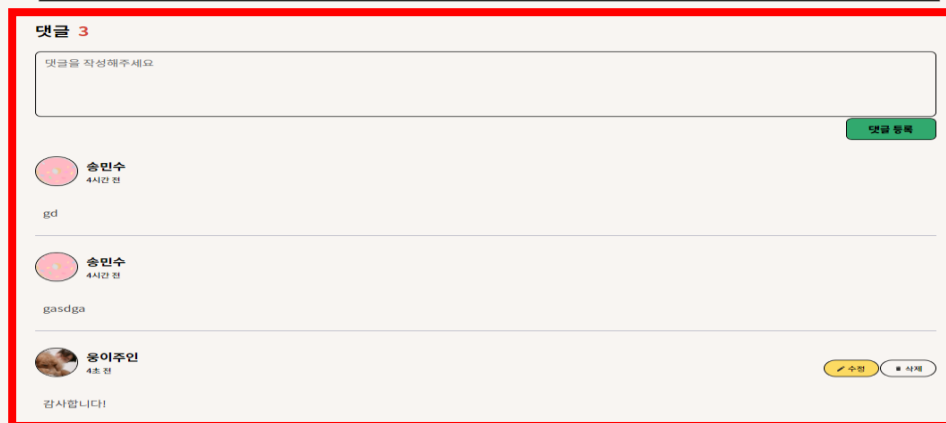 댓글 3
댓글을 작성해주세요
댓글 등록
송민수
4시간 전
gd
송민수
4시간 전
gasdga
웅이주인
4초 전
수정 삭제
감사합니다!